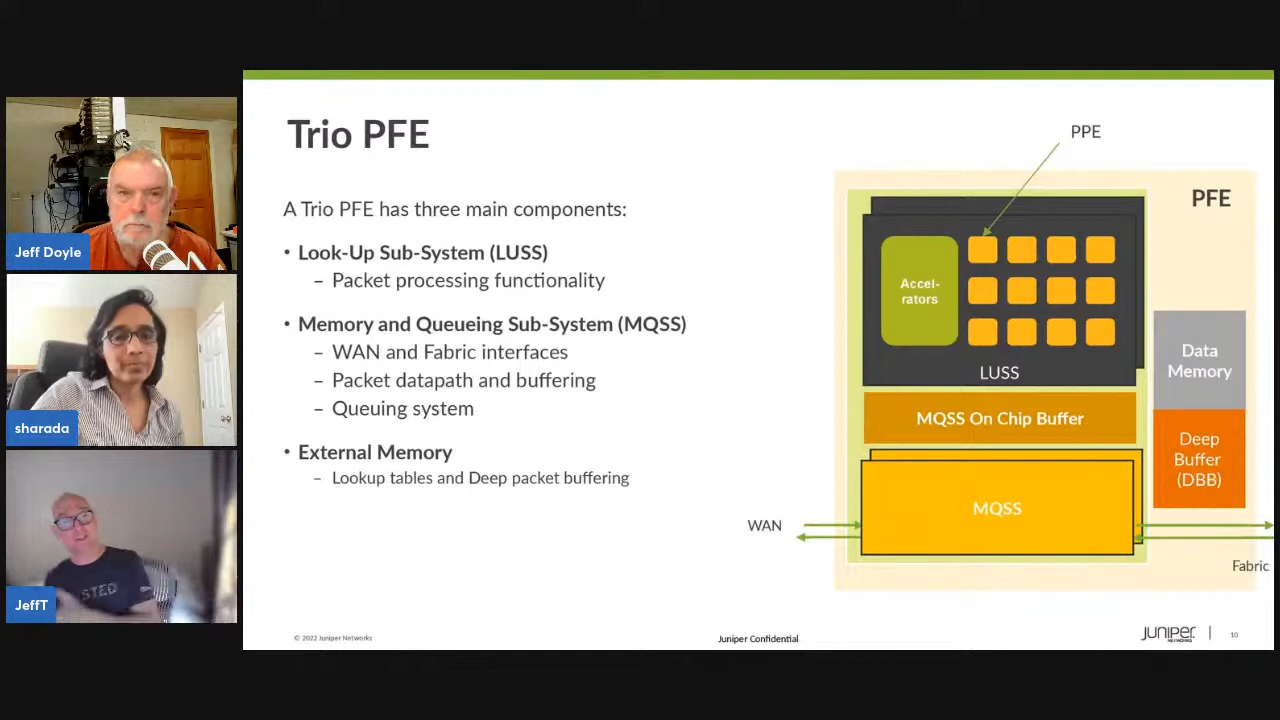 Jeff Doyle
sharada
STED
JeffT
Trio PFE
A Trio PFE has three main components:
• Look-Up Sub-System (LUSS)
– Packet processing functionality
• Memory and Queueing Sub-System (MQSS)
– WAN and Fabric interfaces
– Packet datapath and buffering
– Queuing system
• External Memory
– Lookup tables and Deep packet buffering
PPE
PFE
Accel-
rators
LUSS
MQSS On Chip Buffer
MQSS
Data
Memory
Deep
Buffer
(DBB)
WAN
Fabric
© 2022 Juniper Networks
Juniper Confidential
JUNIPER
NETWORKS
10